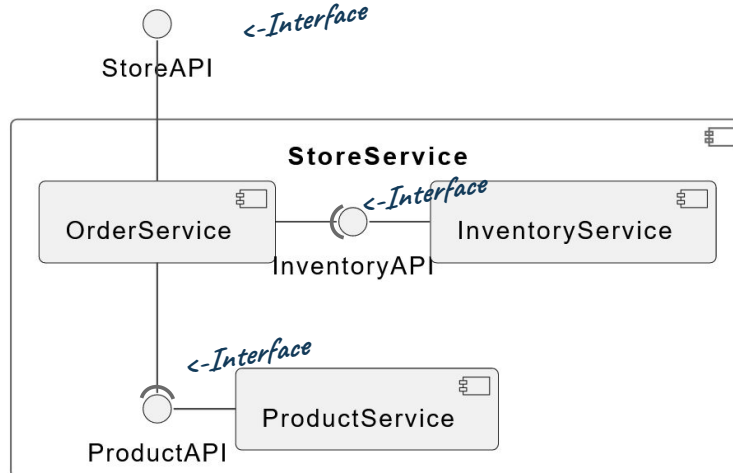 <-Interface
StoreAPI
StoreService
<-Interface
OrderService
InventoryService
InventoryAPI
<-Interface
ProductService
ProductAPI